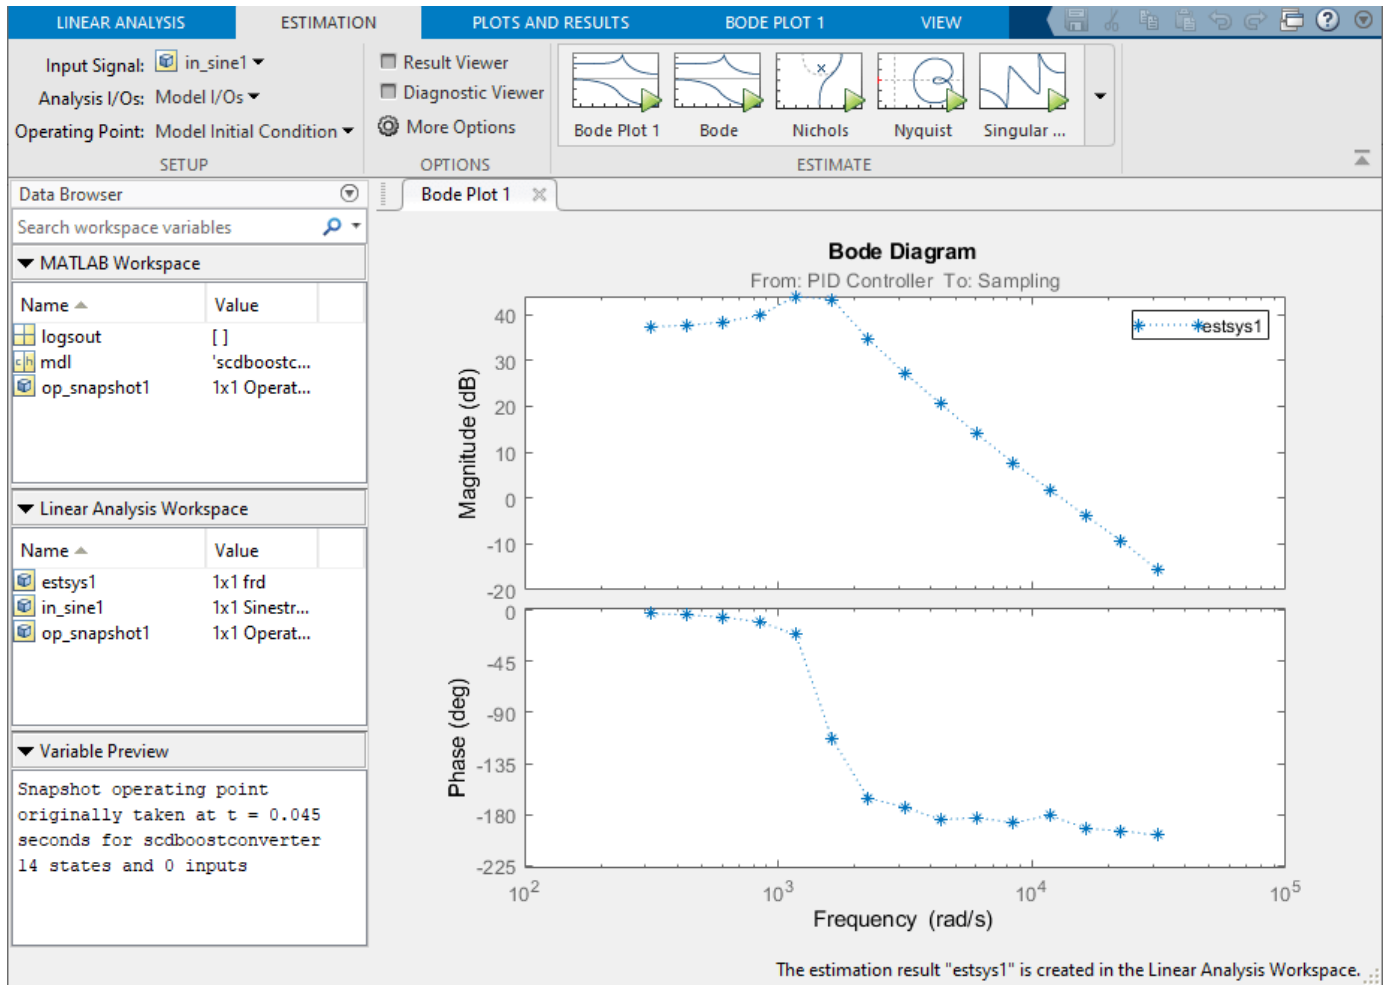 LINEAR ANALYSIS ESTIMATION PLOTS AND RESULTS BODE PLOT 1 VIEW
Input Signal: in_sine1
Analysis I/Os: Model I/Os
Operating Point: Model Initial Condition
SETUP
Result Viewer
Diagnostic Viewer
More Options
OPTIONS
Bode Plot 1 Bode Nichols Nyquist Singular ...
ESTIMATE
Data Browser
Search workspace variables
MATLAB Workspace
Name Value
logsout [ ]
mdl 'scdboostc...
op_snapshot1 1x1 Operat...
Linear Analysis Workspace
Name Value
estsys1 1x1 frd
in_sine1 1x1 Sinestr...
op_snapshot1 1x1 Operat...
Variable Preview
Snapshot operating point
originally taken at t = 0.045
seconds for scdboostconverter
14 states and 0 inputs
Bode Plot 1
Bode Diagram
From: PID Controller To: Sampling
estsys1
Magnitude (dB)
40
30
20
10
0
-10
-20
Phase (deg)
0
-45
-90
-135
-180
-225
10^2 10^3 10^4 10^5
Frequency (rad/s)
The estimation result "estsys1" is created in the Linear Analysis Workspace.